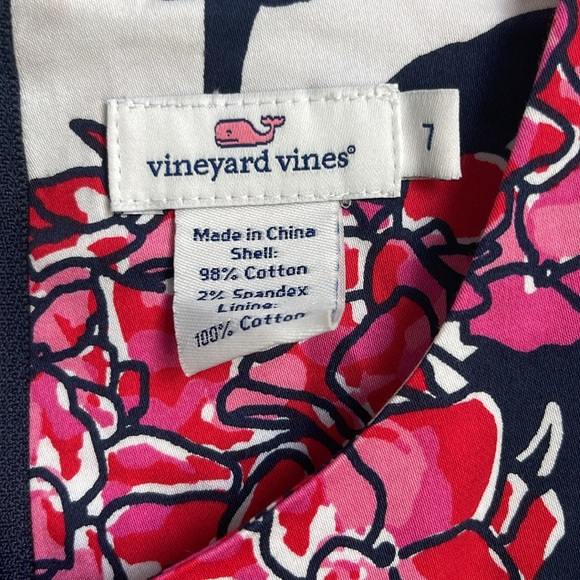 vineyard vines®
7
Made in China
Shell:
98% Cotton
2% Spandex
Lining:
100% Cotton